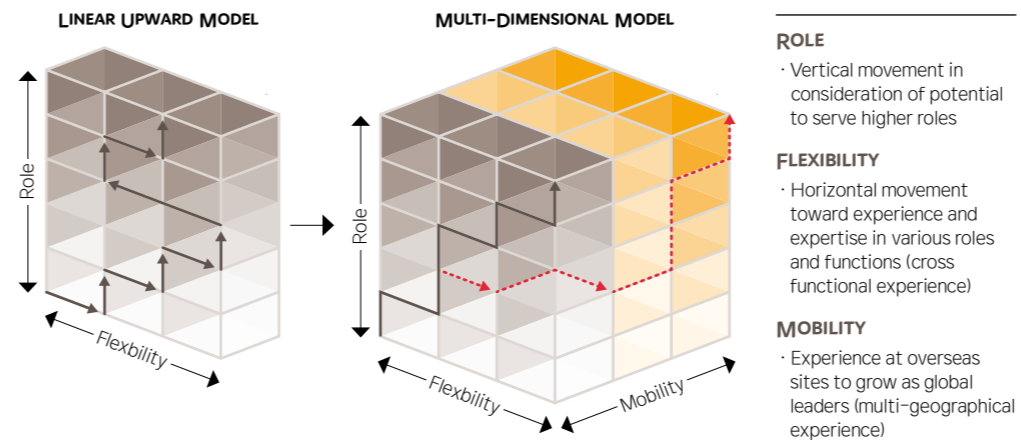 LINEAR UPWARD MODEL
Role
Flexbility
MULTI-DIMENSIONAL MODEL
Role
Flexbility
Mobility
ROLE
· Vertical movement in
consideration of potential
to serve higher roles
FLEXIBILITY
· Horizontal movement
toward experience and
expertise in various roles
and functions (cross
functional experience)
MOBILITY
· Experience at overseas
sites to grow as global
leaders (multi-geographical
experience)